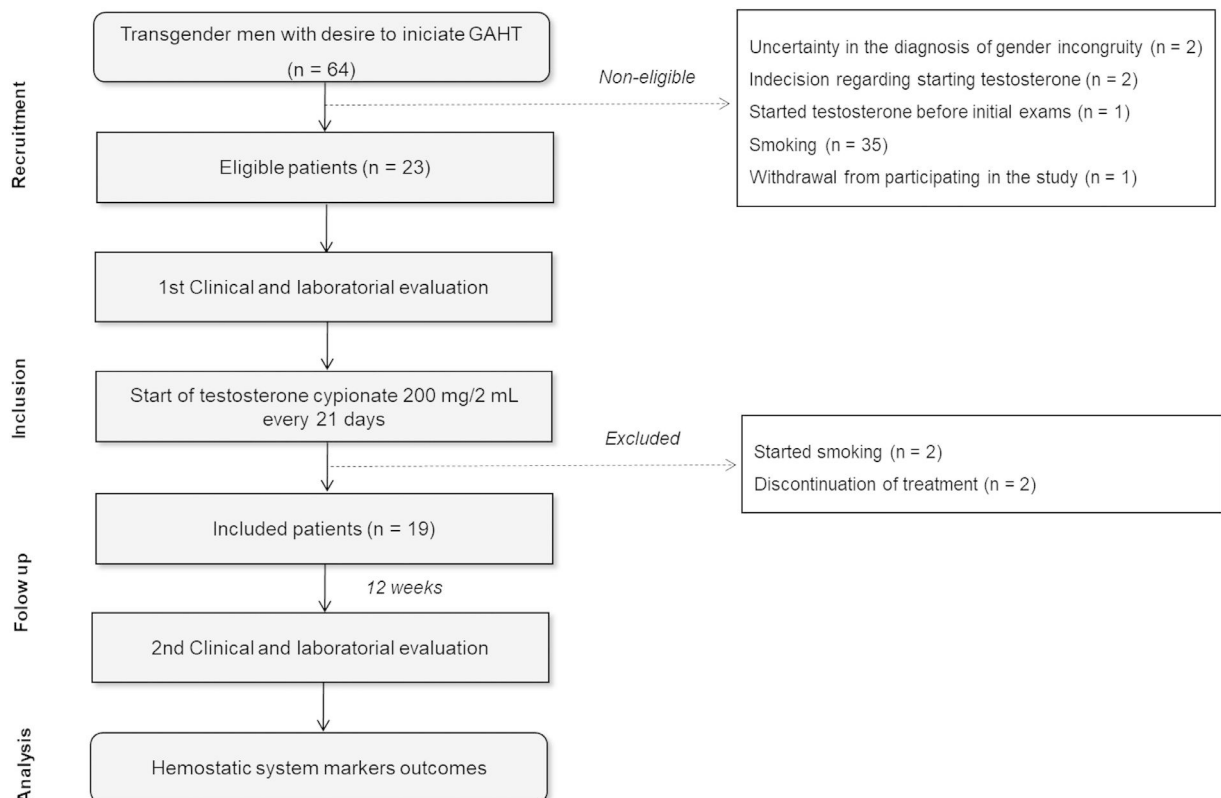 Transgender men with desire to iniciate GAHT
(n = 64)
Non-eligible
Uncertainty in the diagnosis of gender incongruity (n = 2)
Indecision regarding starting testosterone (n = 2)
Started testosterone before initial exams (n = 1)
Smoking (n = 35)
Withdrawal from participating in the study (n = 1)
Recruitment
Eligible patients (n = 23)
1st Clinical and laboratorial evaluation
Inclusion
Start of testosterone cypionate 200 mg/2 mL
every 21 days
Excluded
Started smoking (n = 2)
Discontinuation of treatment (n = 2)
Included patients (n = 19)
Folow up
12 weeks
2nd Clinical and laboratorial evaluation
Analysis
Hemostatic system markers outcomes